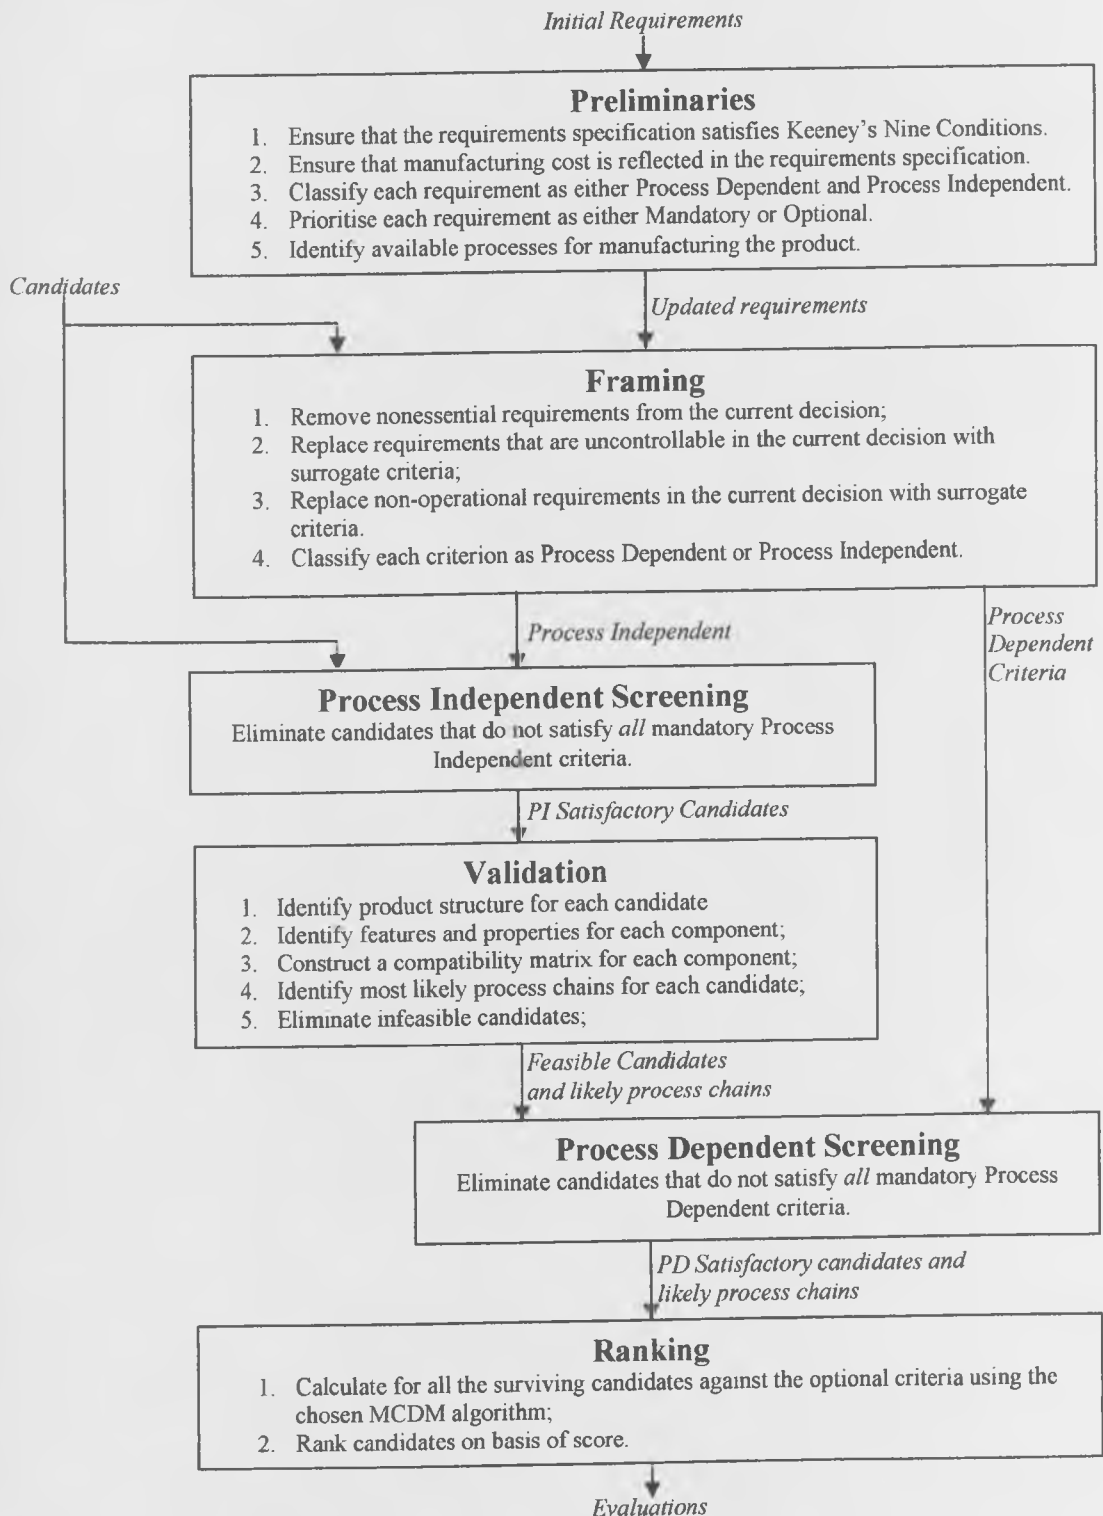 Initial Requirements
Preliminaries
1. Ensure that the requirements specification satisfies Keeney's Nine Conditions.
2. Ensure that manufacturing cost is reflected in the requirements specification.
3. Classify each requirement as either Process Dependent and Process Independent.
4. Prioritise each requirement as either Mandatory or Optional.
5. Identify available processes for manufacturing the product.
Candidates
Updated requirements
Framing
1. Remove nonessential requirements from the current decision;
2. Replace requirements that are uncontrollable in the current decision with
surrogate criteria;
3. Replace non-operational requirements in the current decision with surrogate
criteria.
4. Classify each criterion as Process Dependent or Process Independent.
Process Independent
Process
Dependent
Criteria
Process Independent Screening
Eliminate candidates that do not satisfy all mandatory Process
Independent criteria.
PI Satisfactory Candidates
Validation
1. Identify product structure for each candidate
2. Identify features and properties for each component;
3. Construct a compatibility matrix for each component;
4. Identify most likely process chains for each candidate;
5. Eliminate infeasible candidates;
Feasible Candidates
and likely process chains
Process Dependent Screening
Eliminate candidates that do not satisfy all mandatory Process
Dependent criteria.
PD Satisfactory candidates and
likely process chains
Ranking
1. Calculate for all the surviving candidates against the optional criteria using the
chosen MCDM algorithm;
2. Rank candidates on basis of score.
Evaluations